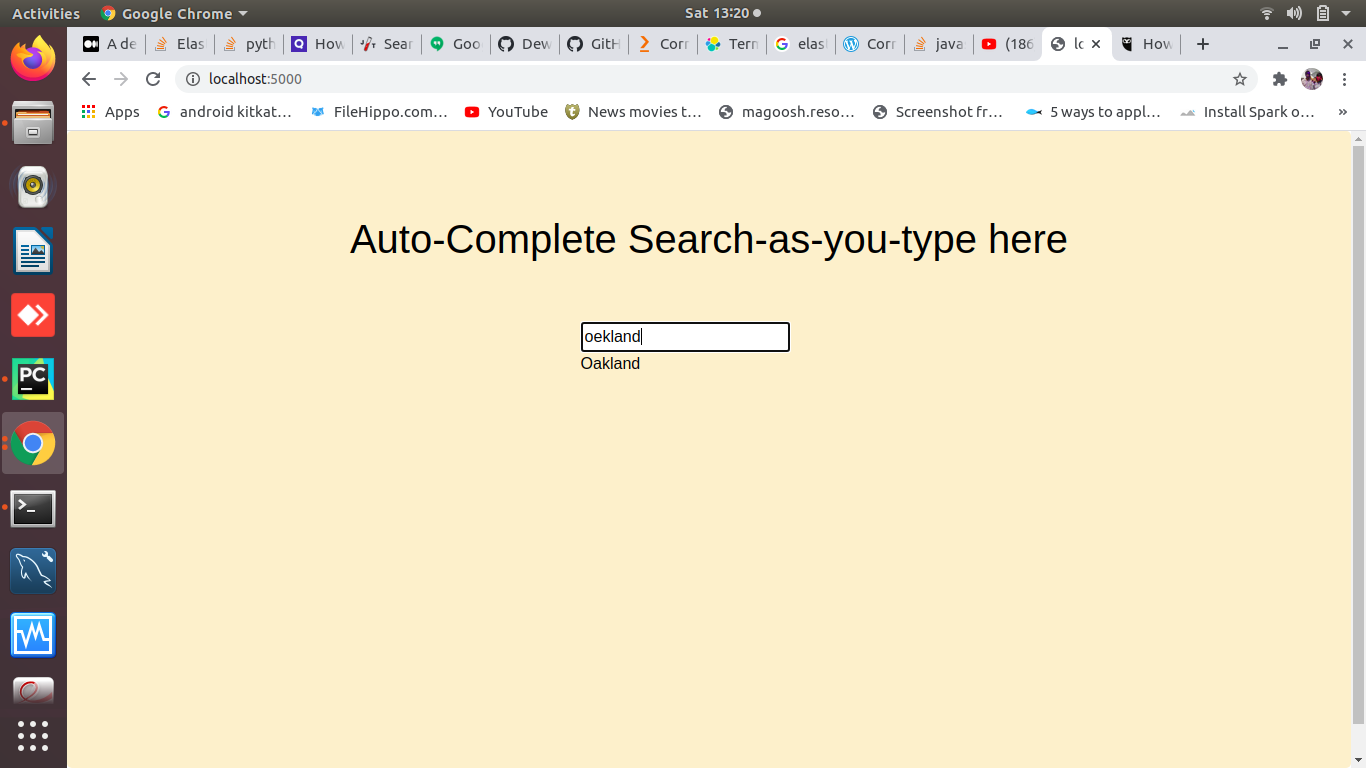 Activities Google Chrome Sat 13:20
A de Elas pyth How Sear Goo Dew GitH Corr Tern elas Corr java (186 lc How
localhost:5000
Apps android kitkat… FileHippo.com… YouTube News movies t… magoosh.reso… Screenshot fr… 5 ways to appl… Install Spark o… »
Auto-Complete Search-as-you-type here
oekland
Oakland
PC